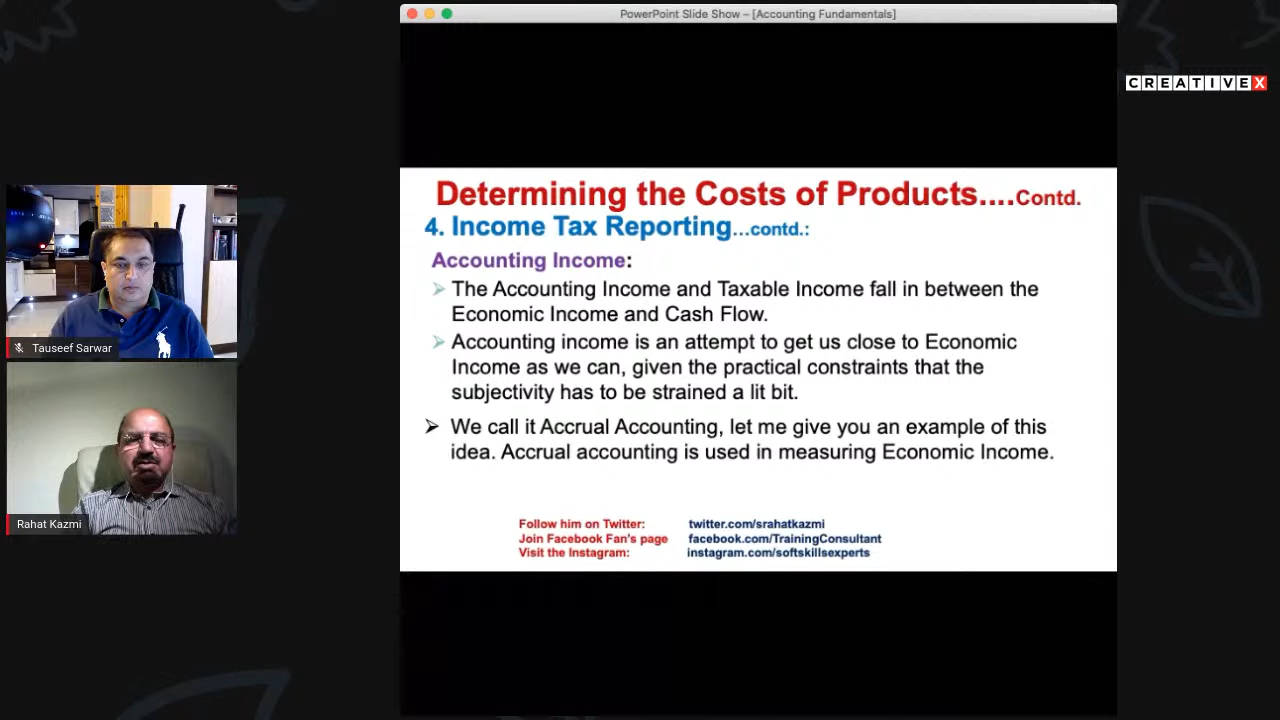 PowerPoint Slide Show – [Accounting Fundamentals]
CREATIVEX
Determining the Costs of Products....Contd.
4. Income Tax Reporting...contd.:
Accounting Income:
The Accounting Income and Taxable Income fall in between the
Economic Income and Cash Flow.
Accounting income is an attempt to get us close to Economic
Income as we can, given the practical constraints that the
subjectivity has to be strained a lit bit.
We call it Accrual Accounting, let me give you an example of this
idea. Accrual accounting is used in measuring Economic Income.
Follow him on Twitter: twitter.com/srahatkazmi
Join Facebook Fan's page facebook.com/TrainingConsultant
Visit the Instagram: instagram.com/softskillsexperts
Tauseef Sarwar
Rahat Kazmi